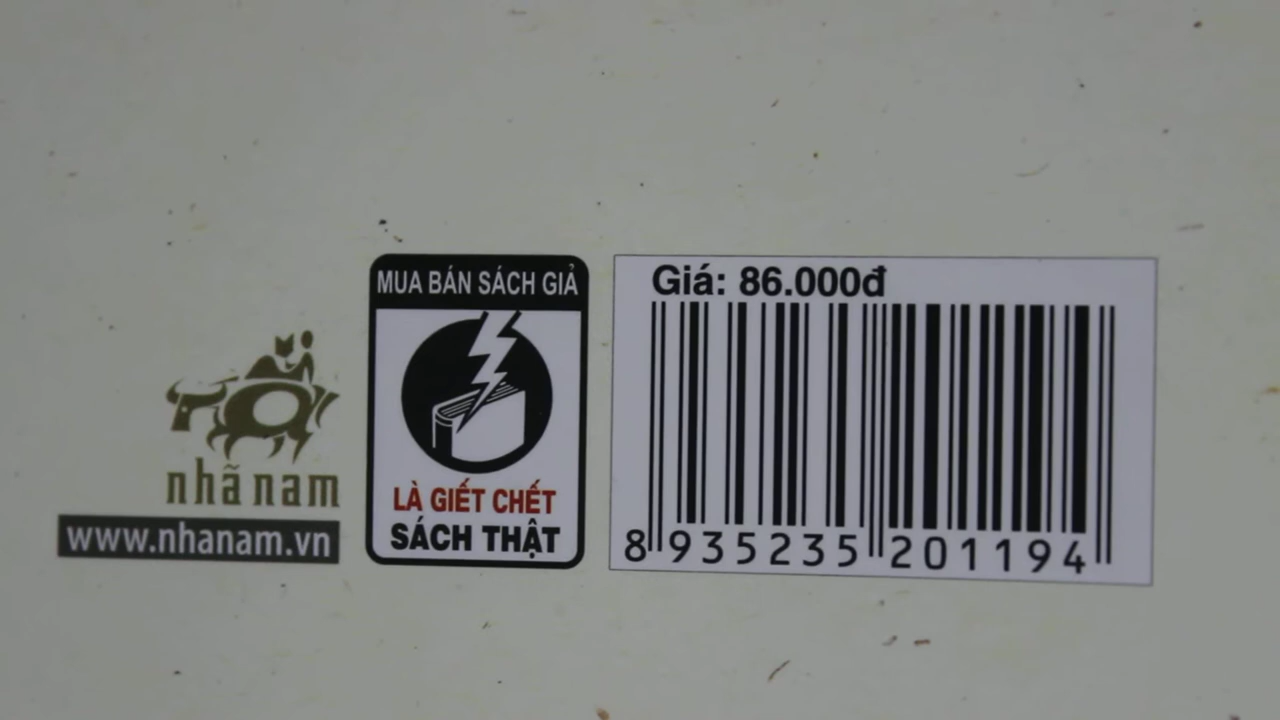 nhã nam
www.nhanam.vn
MUA BÁN SÁCH GIẢ
LÀ GIẾT CHẾT
SÁCH THẬT
Giá: 86.000đ
8 935235 201194